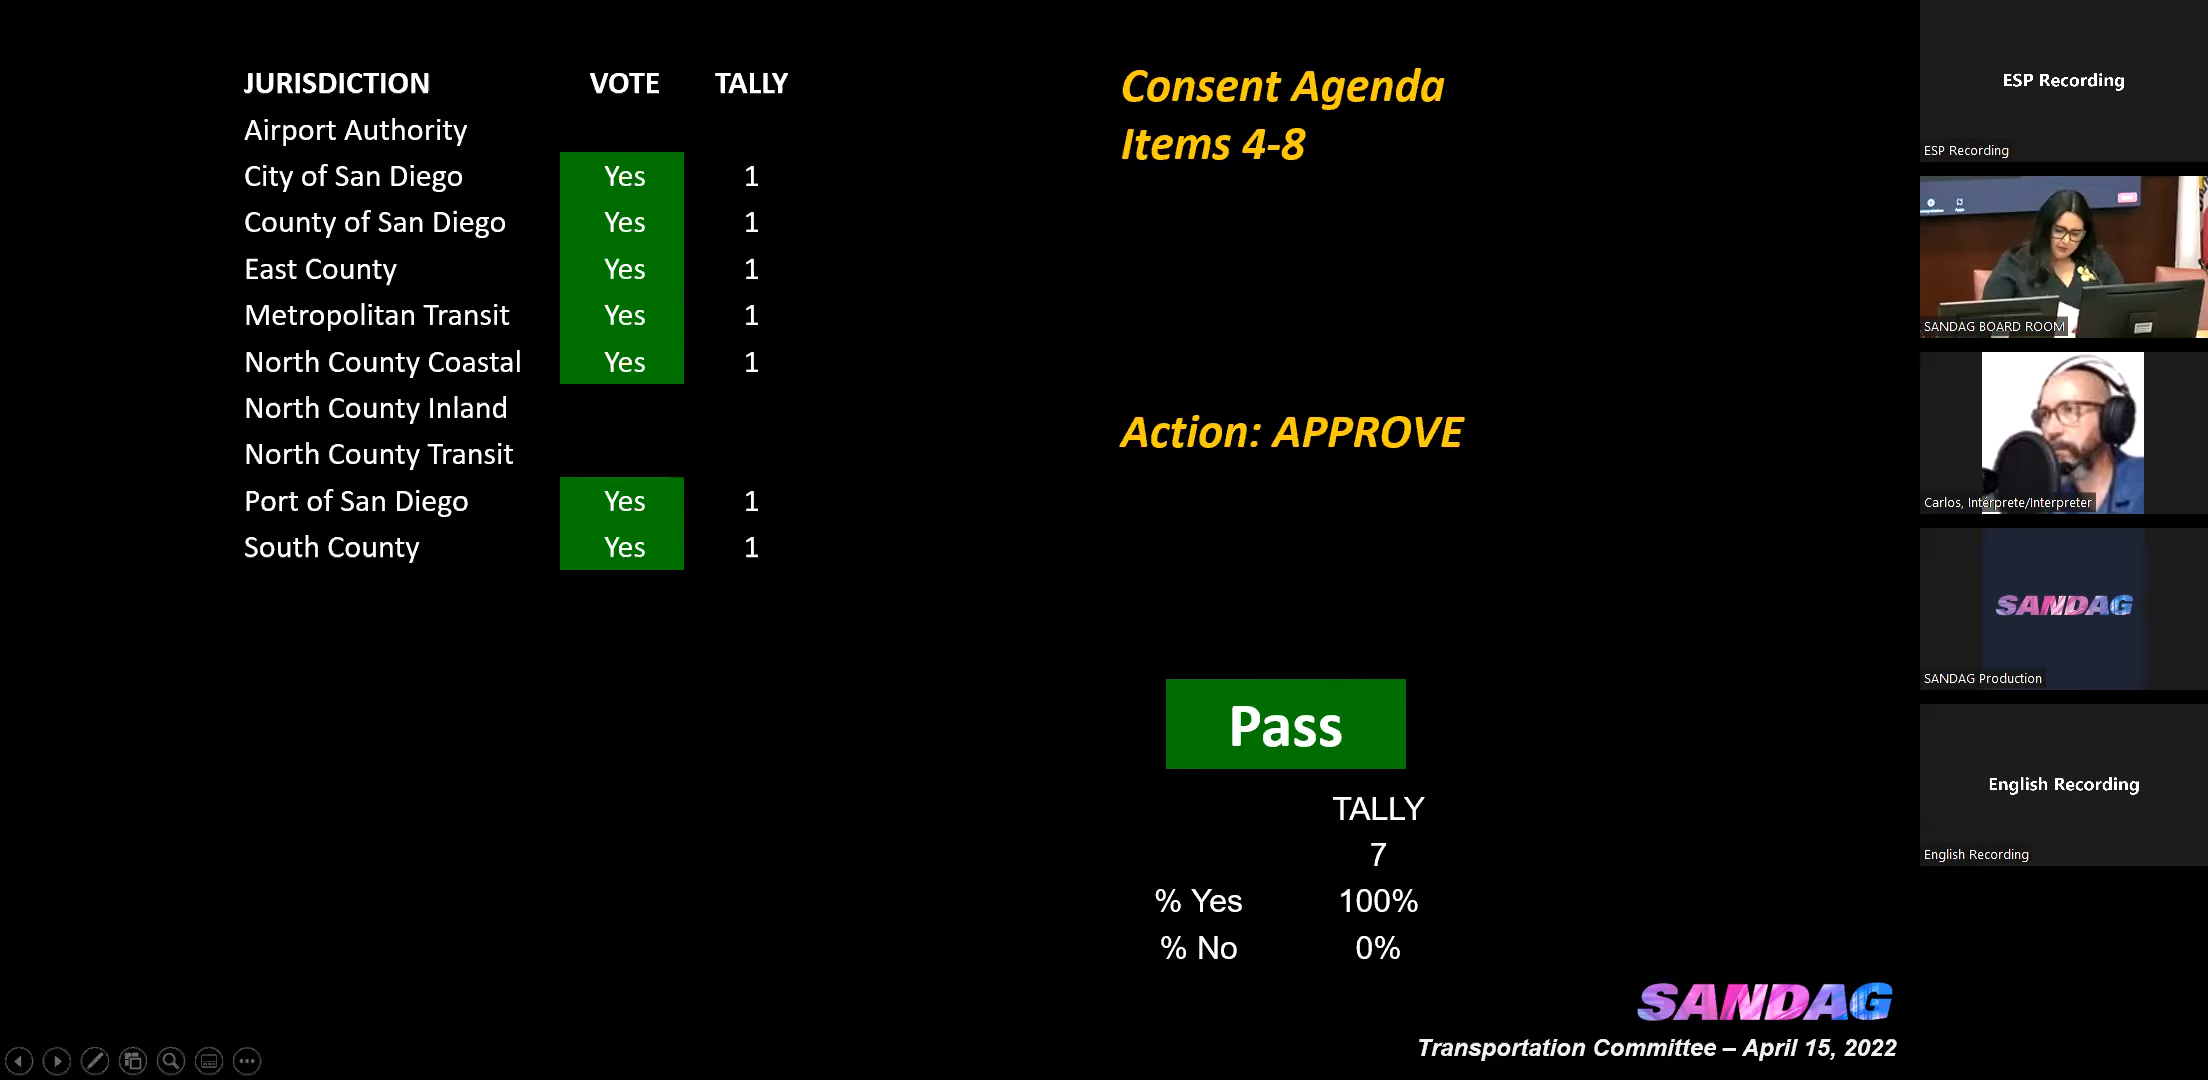 JURISDICTION VOTE TALLY
Airport Authority
City of San Diego Yes 1
County of San Diego Yes 1
East County Yes 1
Metropolitan Transit Yes 1
North County Coastal Yes 1
North County Inland
North County Transit
Port of San Diego Yes 1
South County Yes 1
Consent Agenda
Items 4-8
Action: APPROVE
Pass
TALLY
7
% Yes 100%
% No 0%
SANDAG
Transportation Committee – April 15, 2022
ESP Recording
ESP Recording
SANDAG BOARD ROOM
Carlos, Intérprete/Interpreter
SANDAG
SANDAG Production
English Recording
English Recording